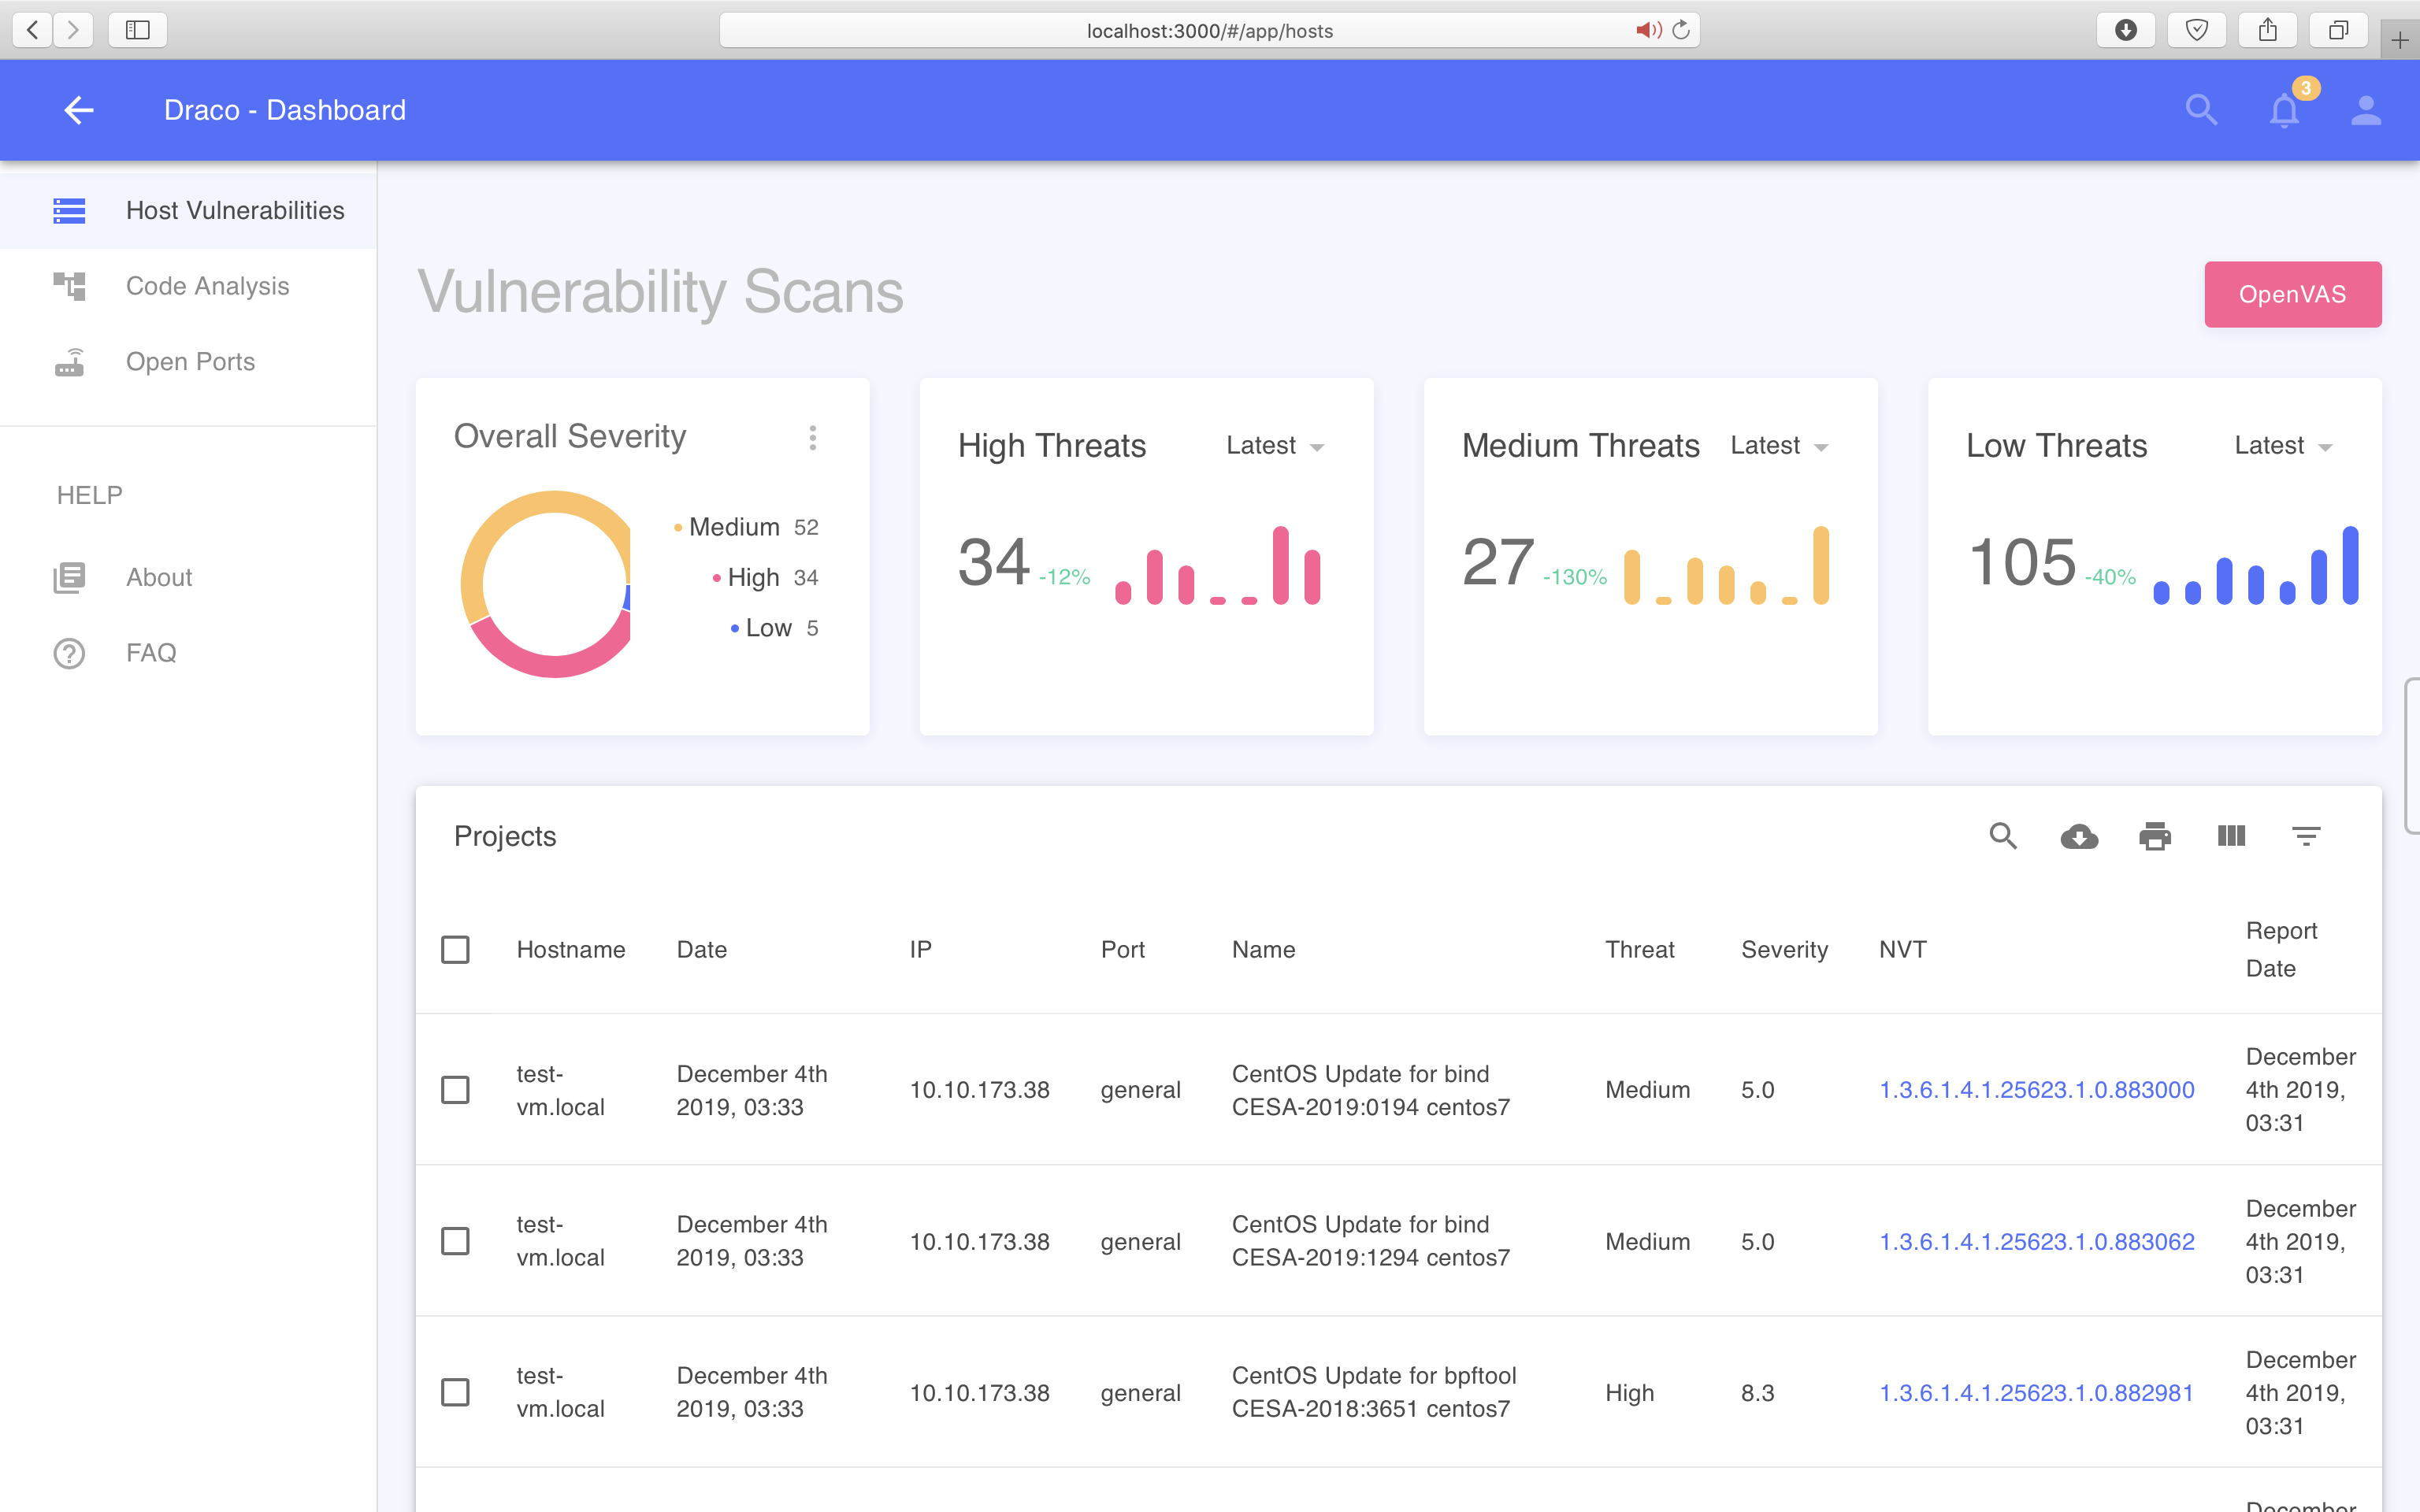 localhost:3000/#/app/hosts
Draco - Dashboard
3
Host Vulnerabilities
Code Analysis
Open Ports
HELP
About
FAQ
Vulnerability Scans
OpenVAS
Overall Severity
Medium 52
High 34
Low 5
High Threats Latest
34 -12%
Medium Threats Latest
27 -130%
Low Threats Latest
105 -40%
Projects
Hostname Date IP Port Name Threat Severity NVT Report
Date
test-
vm.local
December 4th
2019, 03:33
10.10.173.38
general
CentOS Update for bind
CESA-2019:0194 centos7
Medium
5.0
1.3.6.1.4.1.25623.1.0.883000
December
4th 2019,
03:31
test-
vm.local
December 4th
2019, 03:33
10.10.173.38
general
CentOS Update for bind
CESA-2019:1294 centos7
Medium
5.0
1.3.6.1.4.1.25623.1.0.883062
December
4th 2019,
03:31
test-
vm.local
December 4th
2019, 03:33
10.10.173.38
general
CentOS Update for bpftool
CESA-2018:3651 centos7
High
8.3
1.3.6.1.4.1.25623.1.0.882981
December
4th 2019,
03:31
December